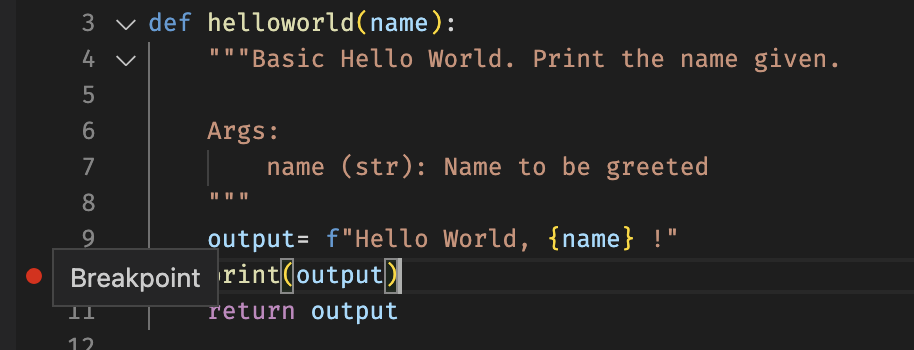 3 def helloworld(name):
4 """Basic Hello World. Print the name given.
5
6 Args:
7 name (str): Name to be greeted
8 """
9 output= f"Hello World, {name} !"
Breakpoint print(output)
11 return output
12